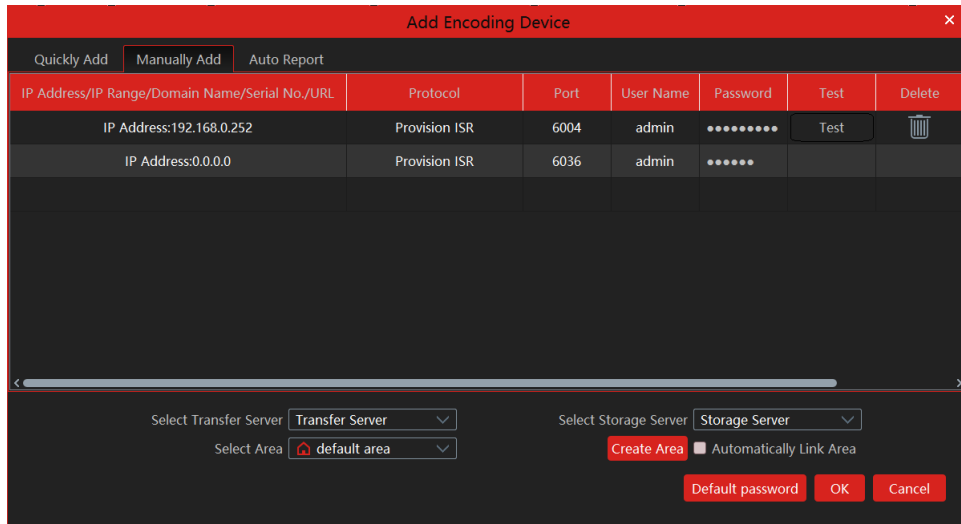 Add Encoding Device
Quickly Add Manually Add Auto Report
IP Address/IP Range/Domain Name/Serial No./URL Protocol Port User Name Password Test Delete
IP Address:192.168.0.252 Provision ISR 6004 admin ●●●●●●●●● Test
IP Address:0.0.0.0 Provision ISR 6036 admin ●●●●●●
Select Transfer Server Transfer Server Select Storage Server Storage Server
Select Area default area Create Area Automatically Link Area
Default password OK Cancel